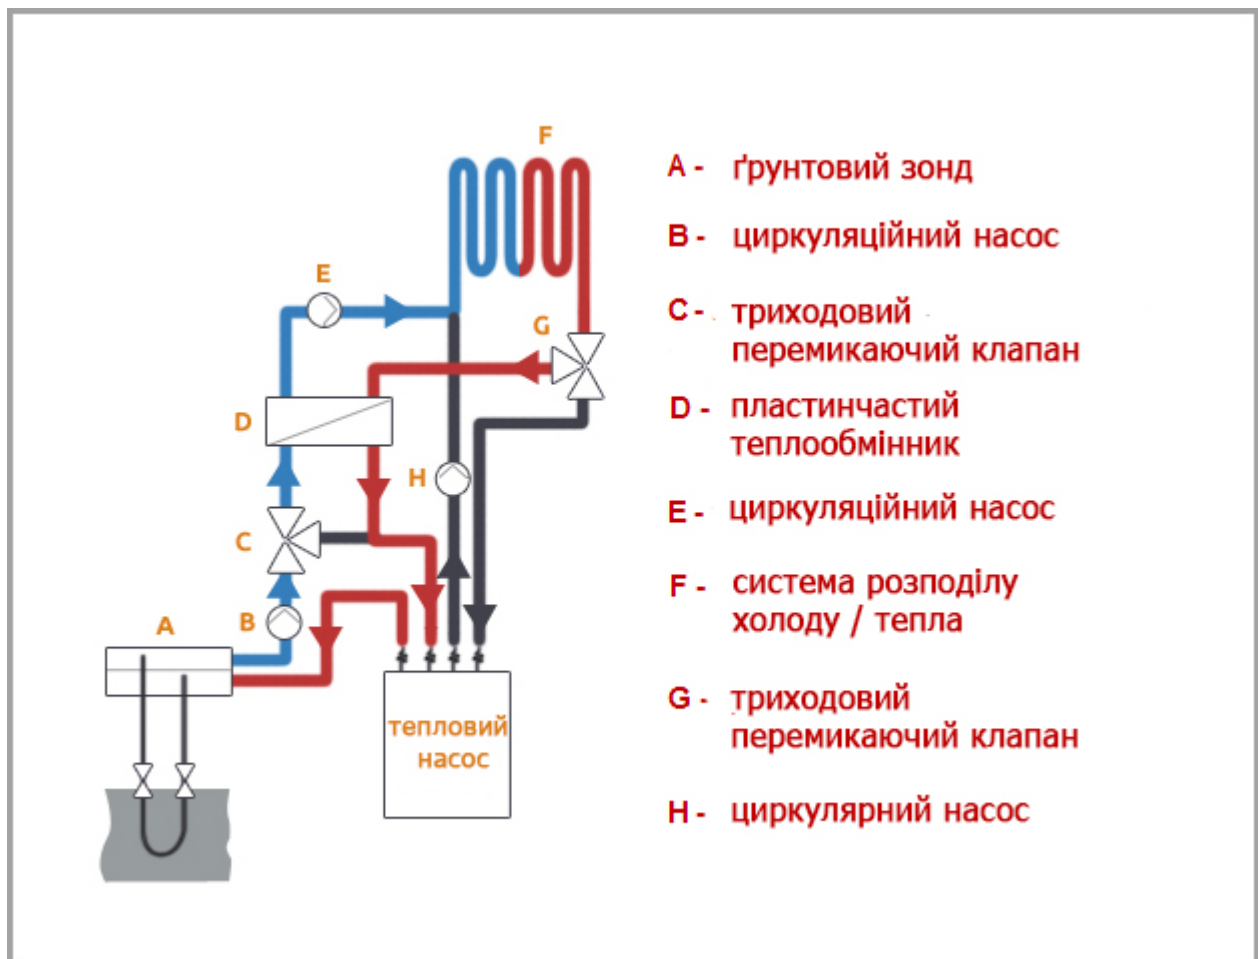 F
E
G
D
H
C
B
A
тепловий
насос
A - ґрунтовий зонд
B - циркуляційний насос
C - триходовий
перемикаючий клапан
D - пластинчастий
теплообмінник
E - циркуляційний насос
F - система розподілу
холоду / тепла
G - триходовий
перемикаючий клапан
H - циркулярний насос